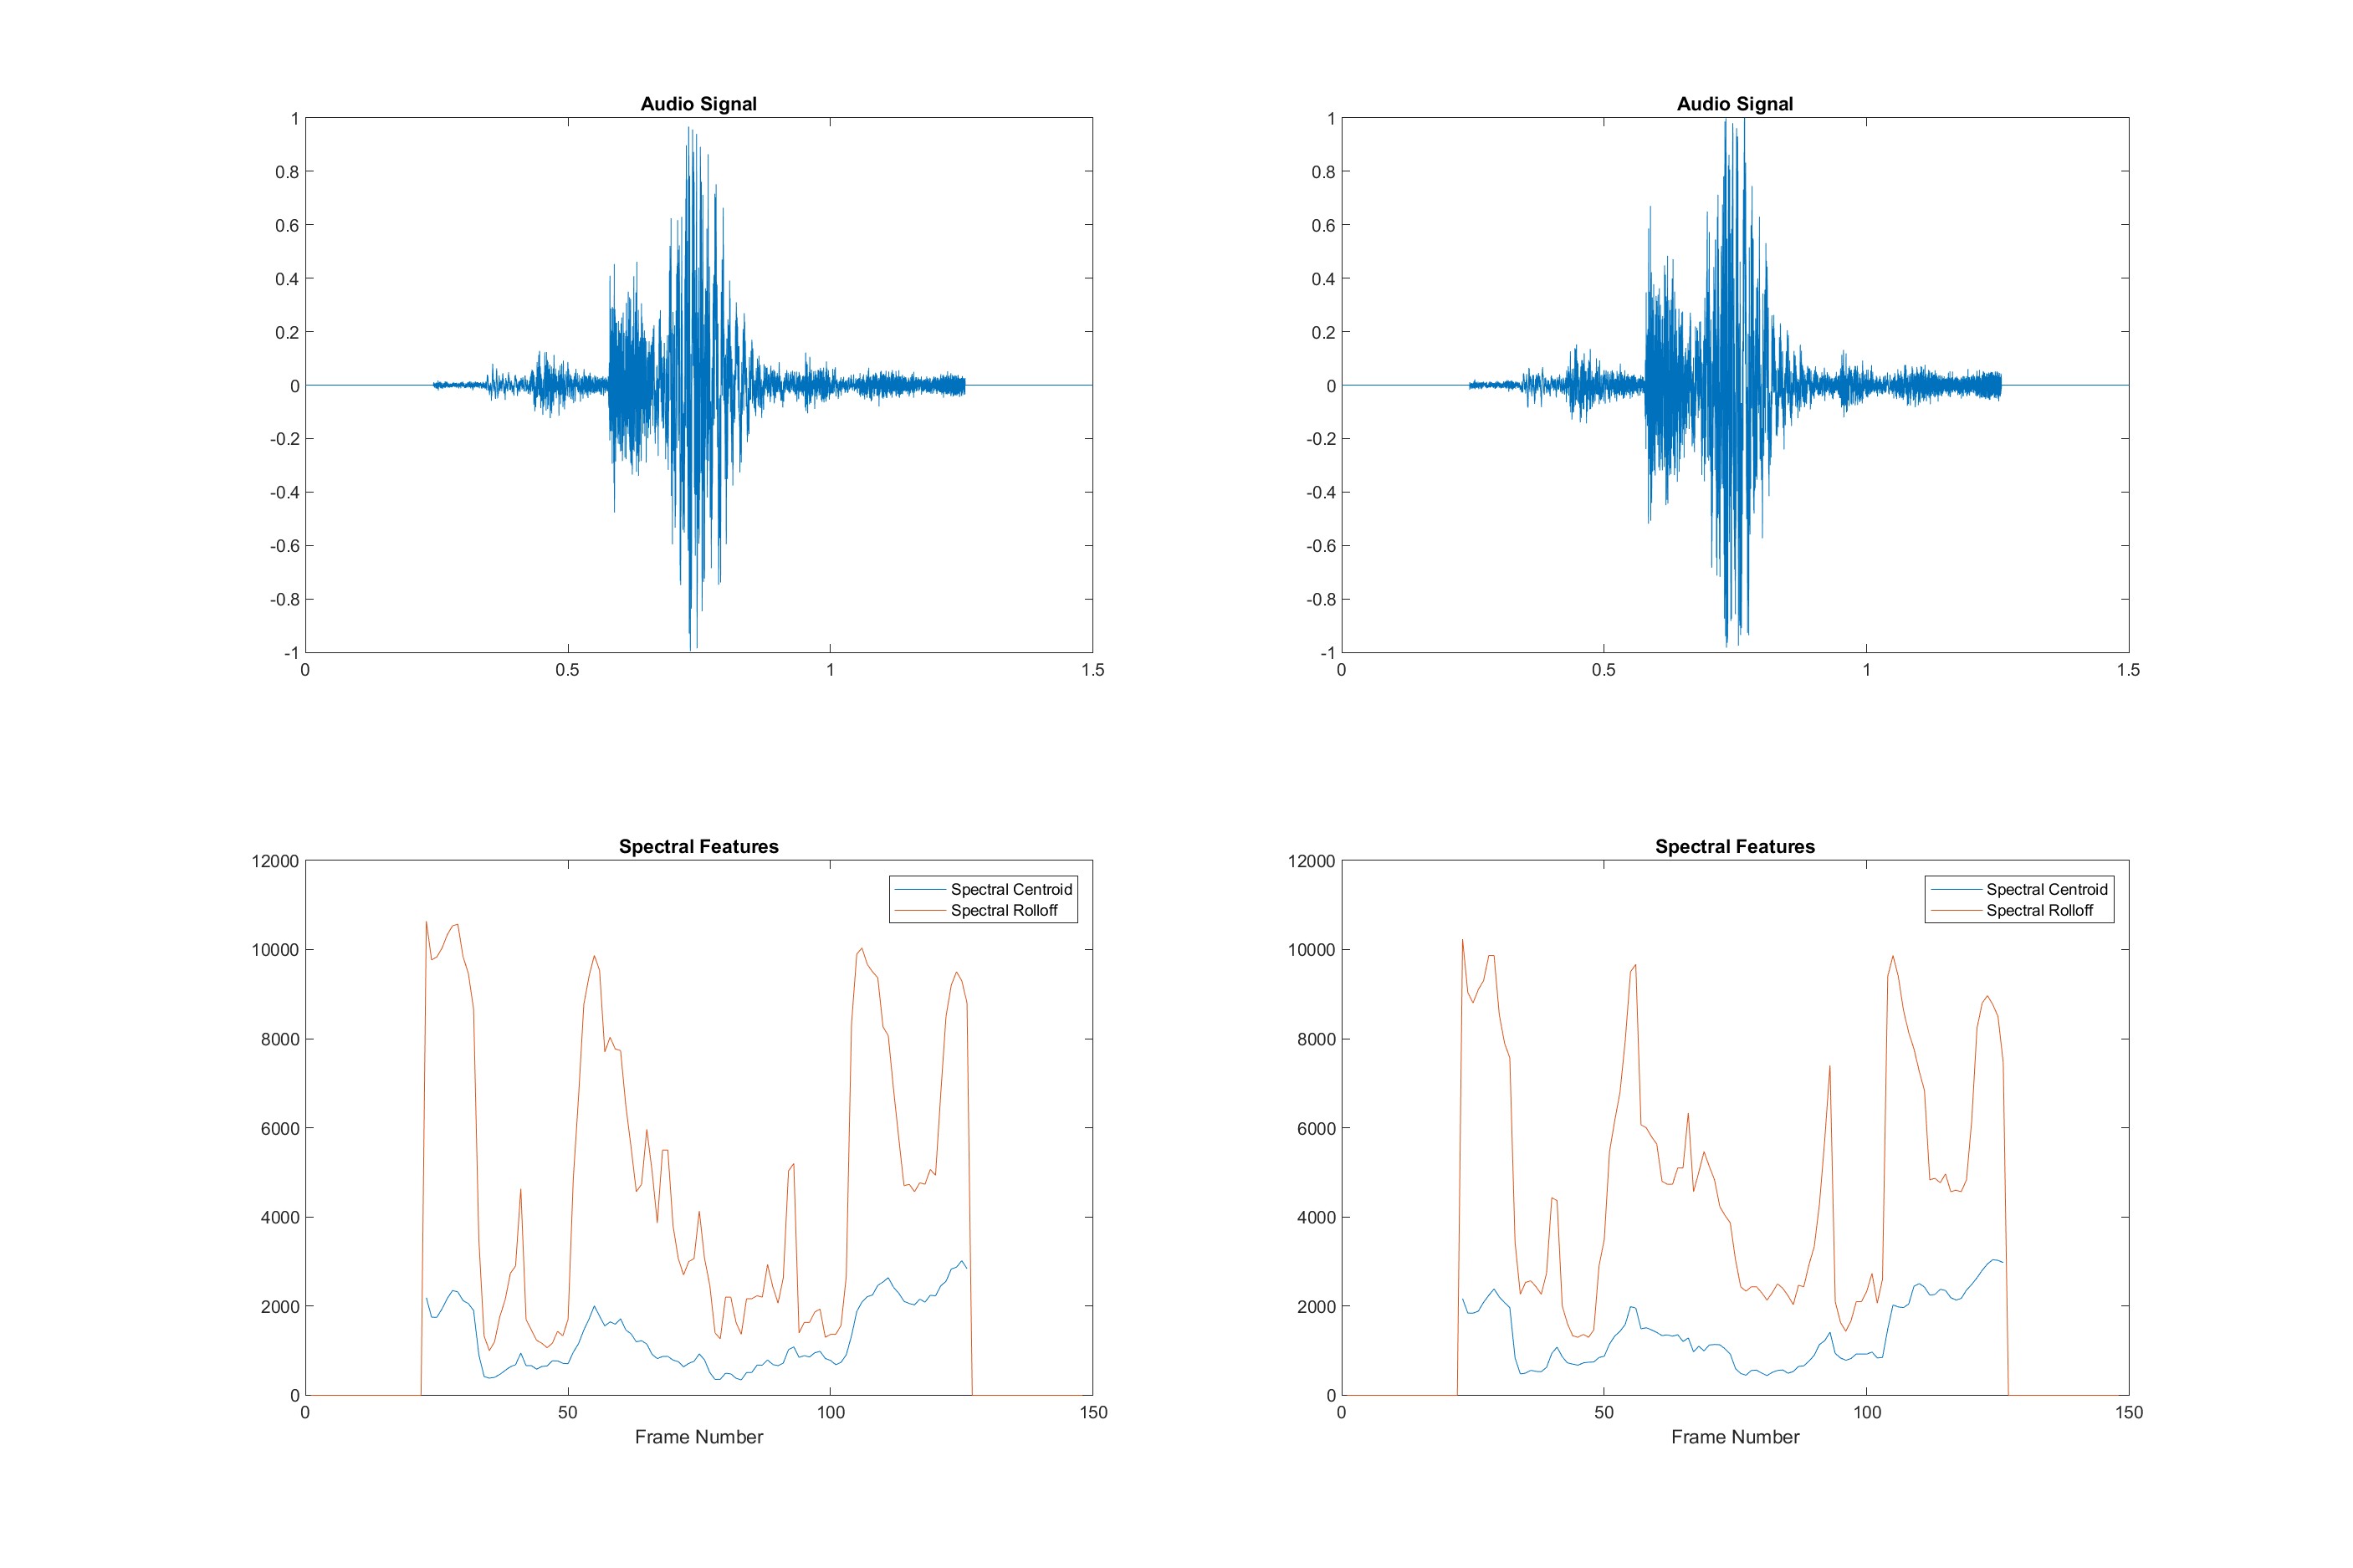 Audio Signal
1
0.8
0.6
0.4
0.2
0
-0.2
-0.4
-0.6
-0.8
-1
0 0.5 1 1.5
Audio Signal
1
0.8
0.6
0.4
0.2
0
-0.2
-0.4
-0.6
-0.8
-1
0 0.5 1 1.5
Spectral Features
12000
10000
8000
6000
4000
2000
0
Spectral Centroid
Spectral Rolloff
0 50 100 150
Frame Number
Spectral Features
12000
10000
8000
6000
4000
2000
0
Spectral Centroid
Spectral Rolloff
0 50 100 150
Frame Number